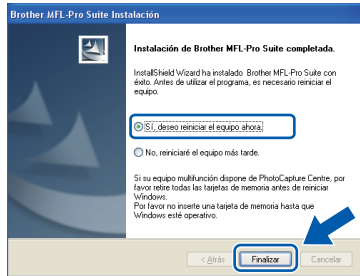 Brother MFL-Pro Suite Instalación
Instalación de Brother MFL-Pro Suite completada.
InstallShield Wizard ha instalado Brother MFL-Pro Suite con
éxito. Antes de utilizar el programa, es necesario reiniciar el
equipo.
Sí, deseo reiniciar el equipo ahora.
No, reiniciaré el equipo más tarde.
Si su equipo multifunción dispone de PhotoCapture Centre, por
favor retire todas las tarjetas de memoria antes de reiniciar
Windows.
Por favor no inserte una tarjeta de memoria hasta que
Windows esté operativo.
< Atrás
Finalizar
Cancelar